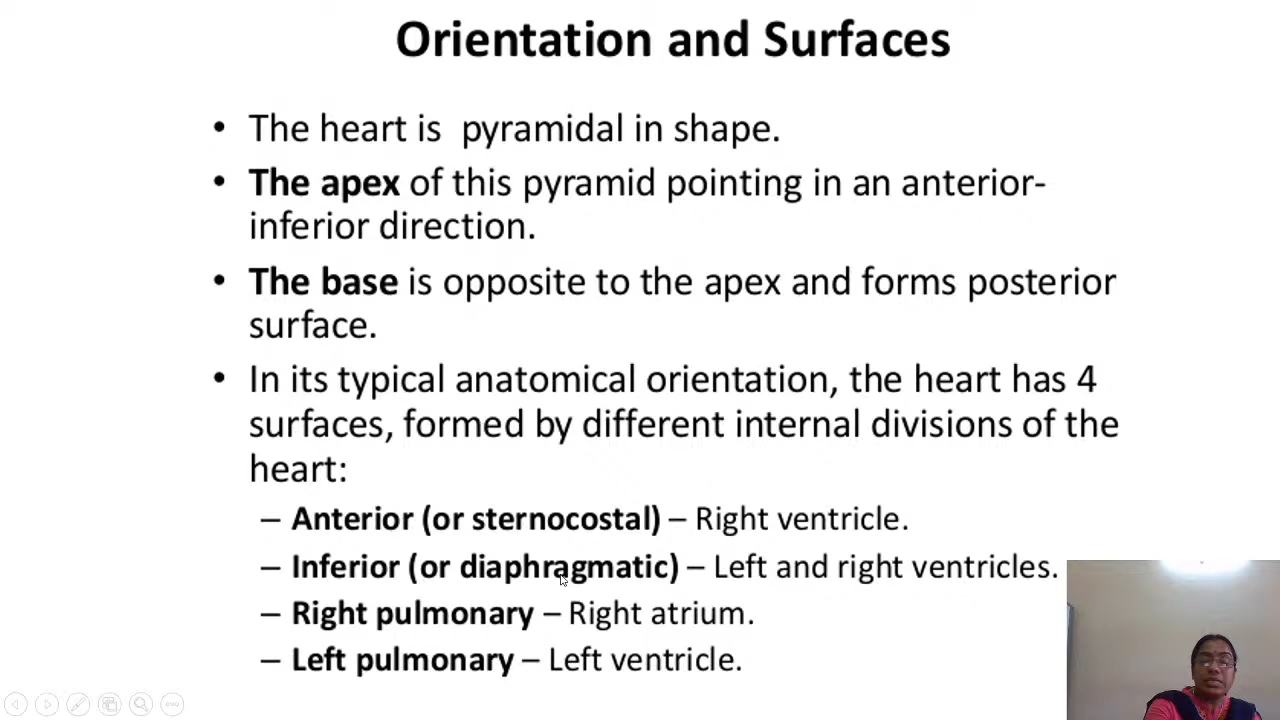 Orientation and Surfaces
• The heart is  pyramidal in shape.
• The apex of this pyramid pointing in an anterior-
inferior direction.
• The base is opposite to the apex and forms posterior
surface.
• In its typical anatomical orientation, the heart has 4
surfaces, formed by different internal divisions of the
heart:
– Anterior (or sternocostal) – Right ventricle.
– Inferior (or diaphragmatic) – Left and right ventricles.
– Right pulmonary – Right atrium.
– Left pulmonary – Left ventricle.